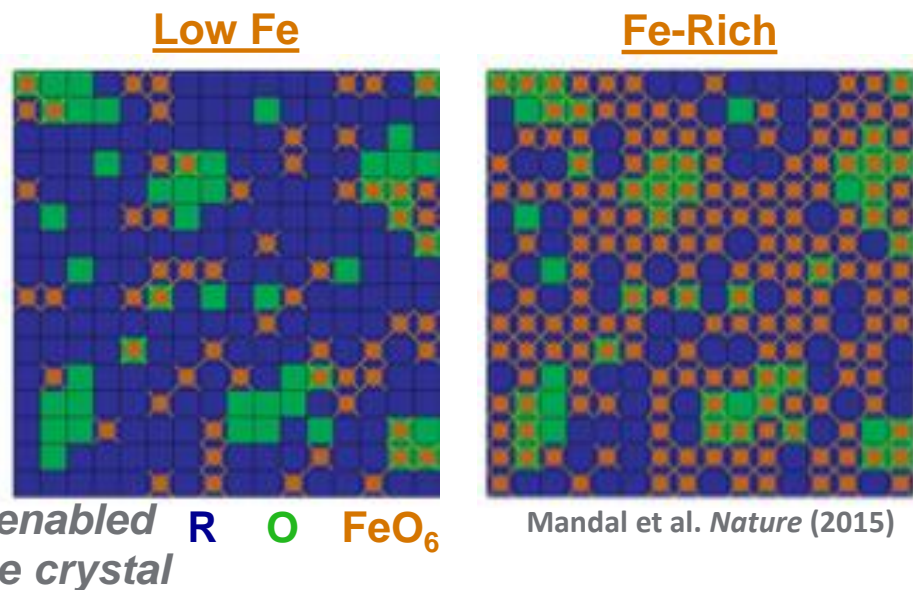 Low Fe
Fe-Rich
enabled
R O FeO₆
Mandal et al. Nature (2015)
e crystal